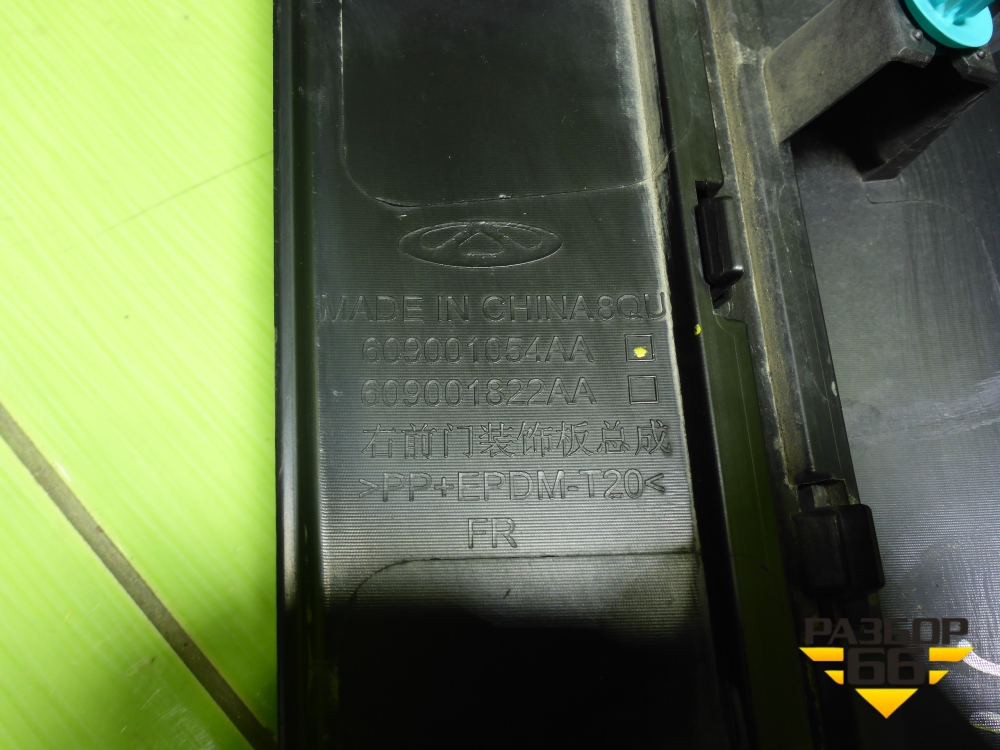 MADE IN CHINA8QU
609001054AA
609001822AA
右前门装饰板总成
>PP+EPDM-T20<
FR
РАЗБОР
66